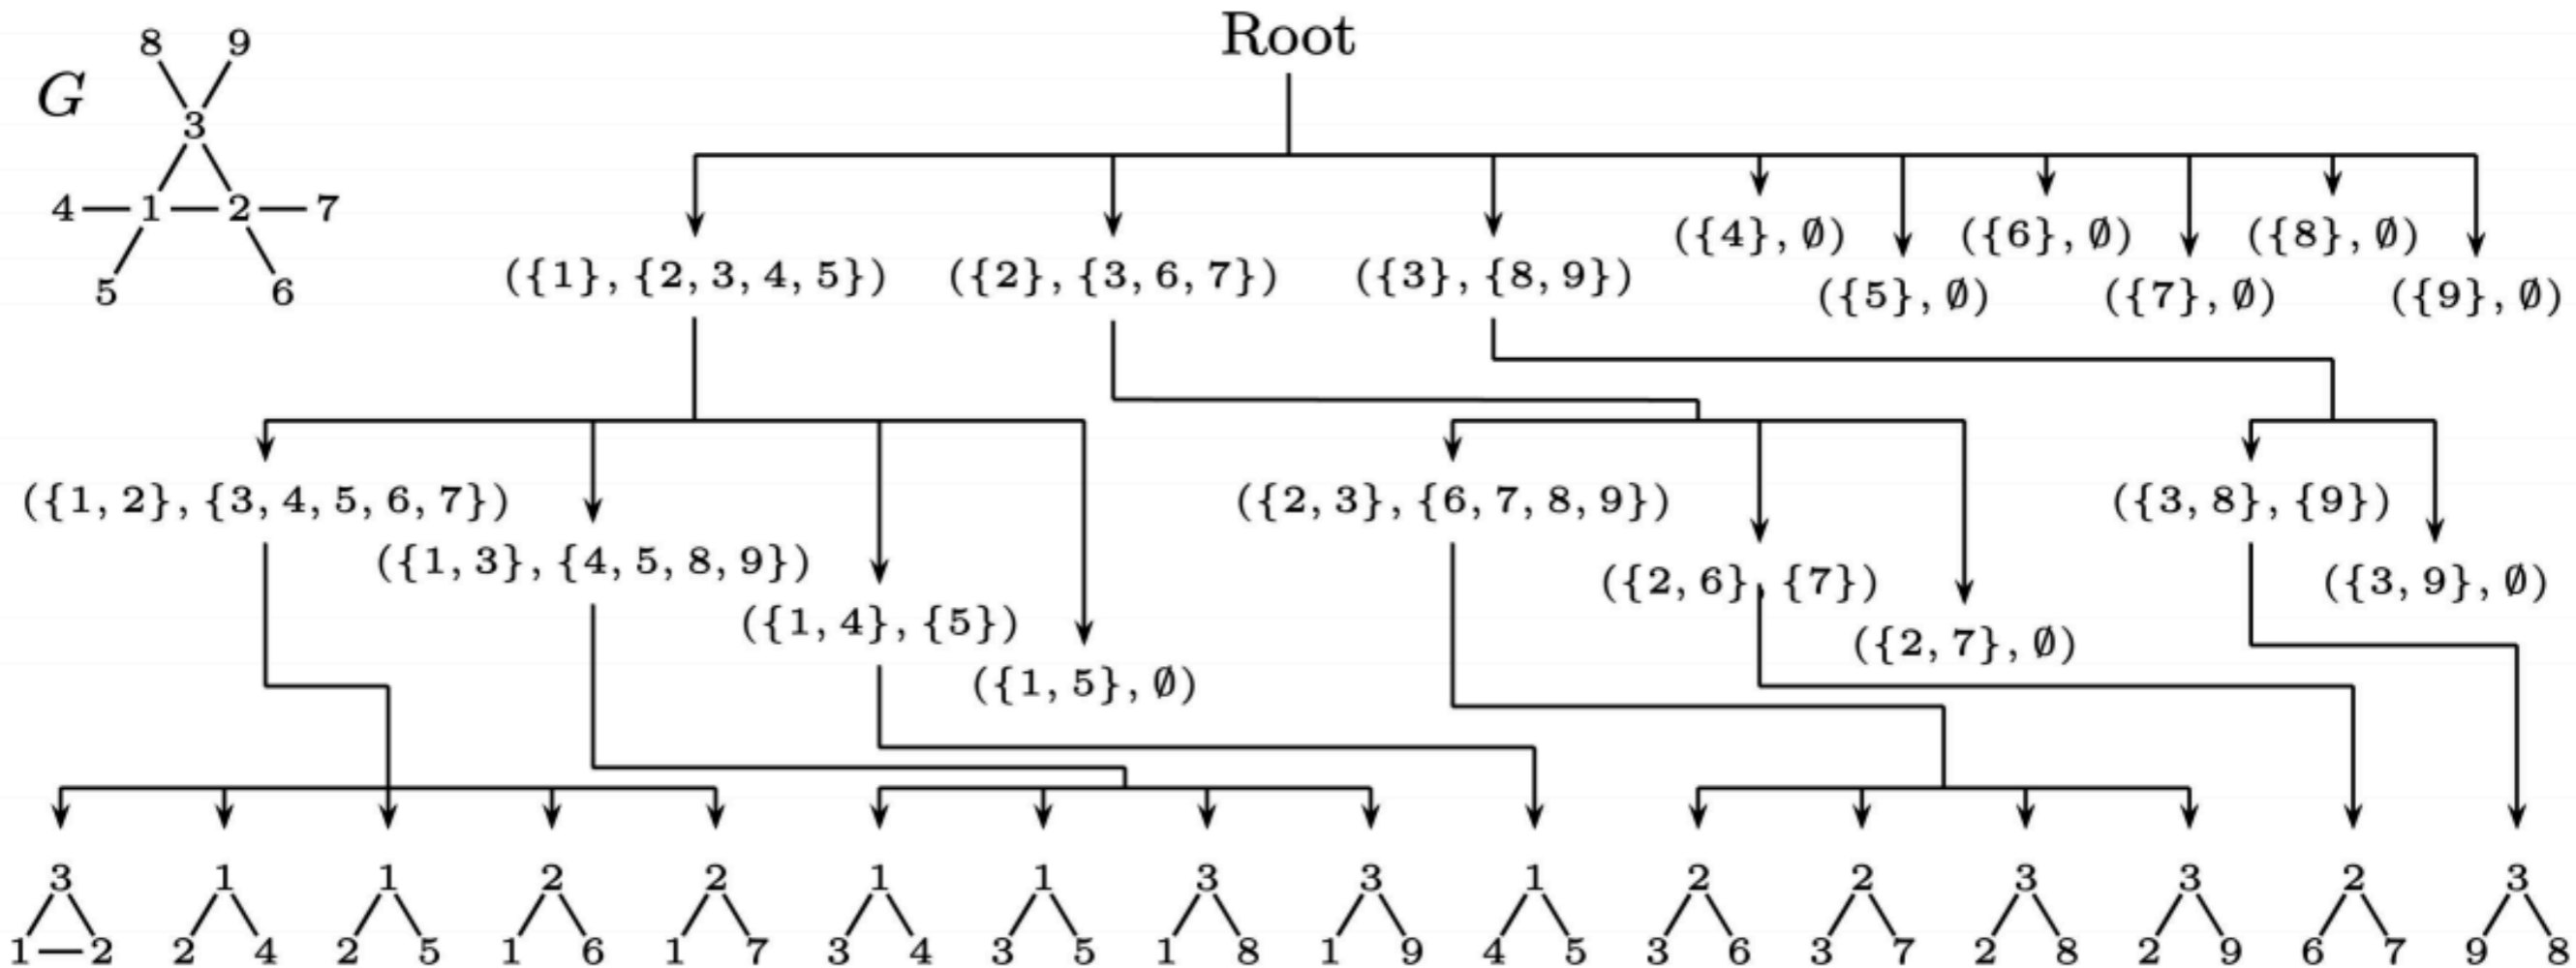 Root
8 9
G
3
4 1 2 7
5 6
({1}, {2, 3, 4, 5}) ({2}, {3, 6, 7}) ({3}, {8, 9}) ({4}, ∅) ({6}, ∅) ({8}, ∅)
({5}, ∅) ({7}, ∅) ({9}, ∅)
({1, 2}, {3, 4, 5, 6, 7}) ({2, 3}, {6, 7, 8, 9}) ({3, 8}, {9})
({1, 3}, {4, 5, 8, 9}) ({2, 6}, {7}) ({3, 9}, ∅)
({1, 4}, {5}) ({2, 7}, ∅)
({1, 5}, ∅)
3 1 1 2 2 1 1 3 3 1 2 2 3 3 2 3
1 2 2 4 2 5 1 6 1 7 3 4 3 5 1 8 1 9 4 5 3 6 3 7 2 8 2 9 6 7 9 8